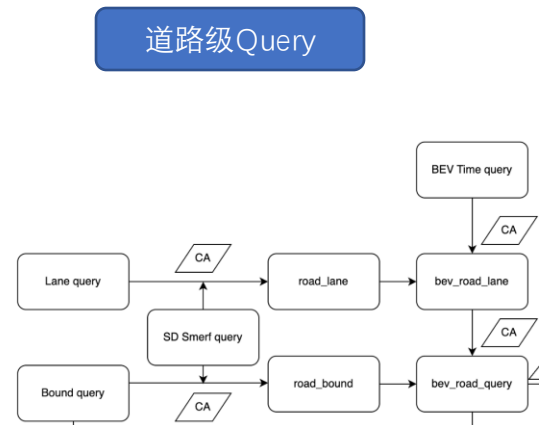 道路级Query
BEV Time query
CA
CA
Lane query
road_lane
bev_road_lane
SD Smerf query
CA
Bound query
road_bound
bev_road_query
CA